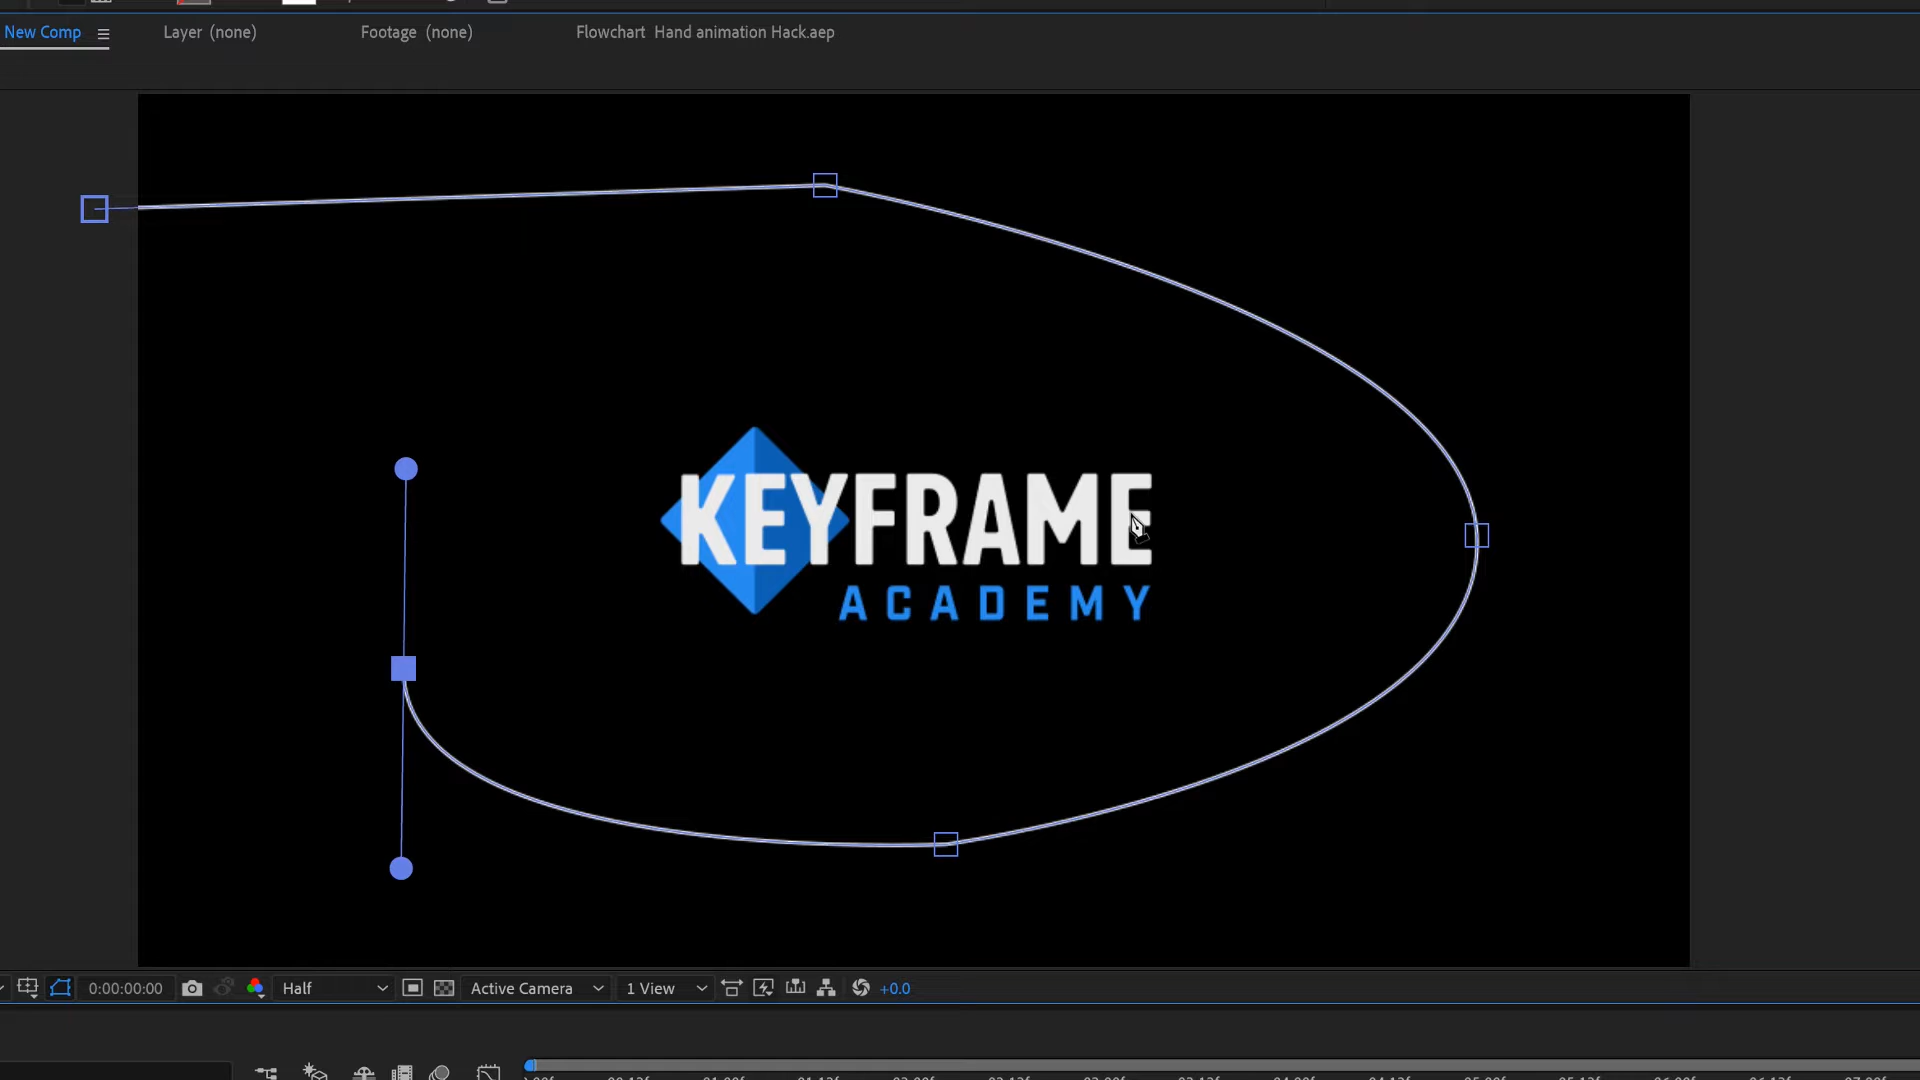 New Comp Layer (none) Footage (none) Flowchart Hand animation Hack.aep
KEYFRAME
ACADEMY
0:00:00:00 Half Active Camera 1 View +0.0